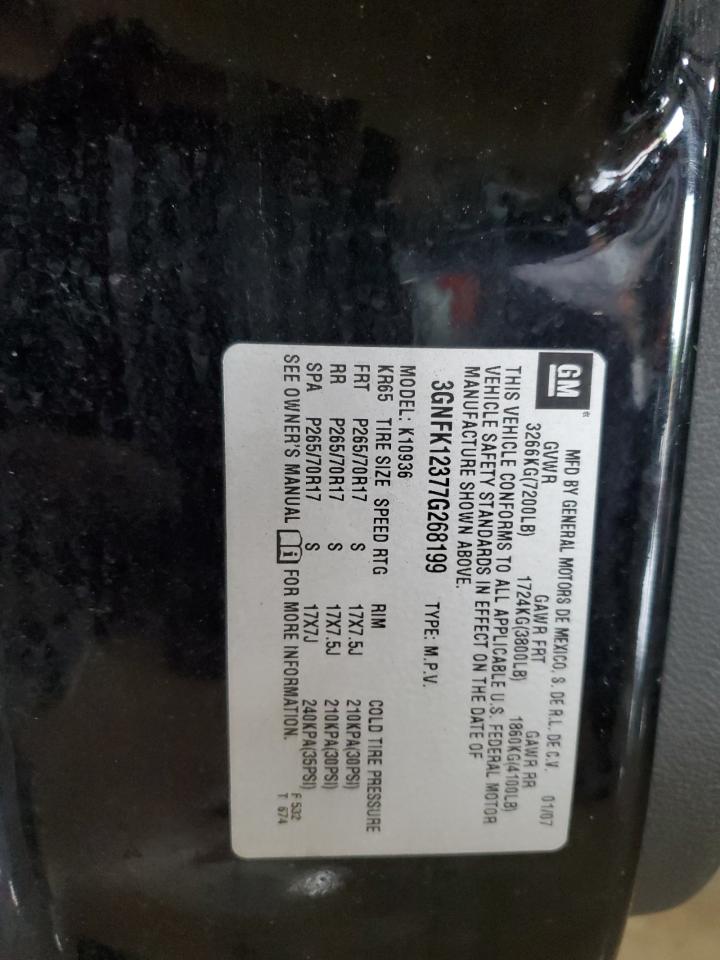 GM
®
MFD BY GENERAL MOTORS DE MEXICO, S. DE R.L. DE C.V. 01/07
GVWR GAWR FRT GAWR RR
3266KG(7200LB) 1724KG(3800LB) 1860KG(4100LB)
THIS VEHICLE CONFORMS TO ALL APPLICABLE U.S. FEDERAL MOTOR
VEHICLE SAFETY STANDARDS IN EFFECT ON THE DATE OF
MANUFACTURE SHOWN ABOVE.
3GNFK12377G268199 TYPE: M.P.V.
MODEL: K10936
KR65 TIRE SIZE SPEED RTG RIM COLD TIRE PRESSURE
FRT P265/70R17 S 17X7.5J 210KPA(30PSI)
RR P265/70R17 S 17X7.5J 210KPA(30PSI)
SPA P265/70R17 S 17X7J 240KPA(35PSI)
SEE OWNER'S MANUAL i FOR MORE INFORMATION.
F 532
T 674